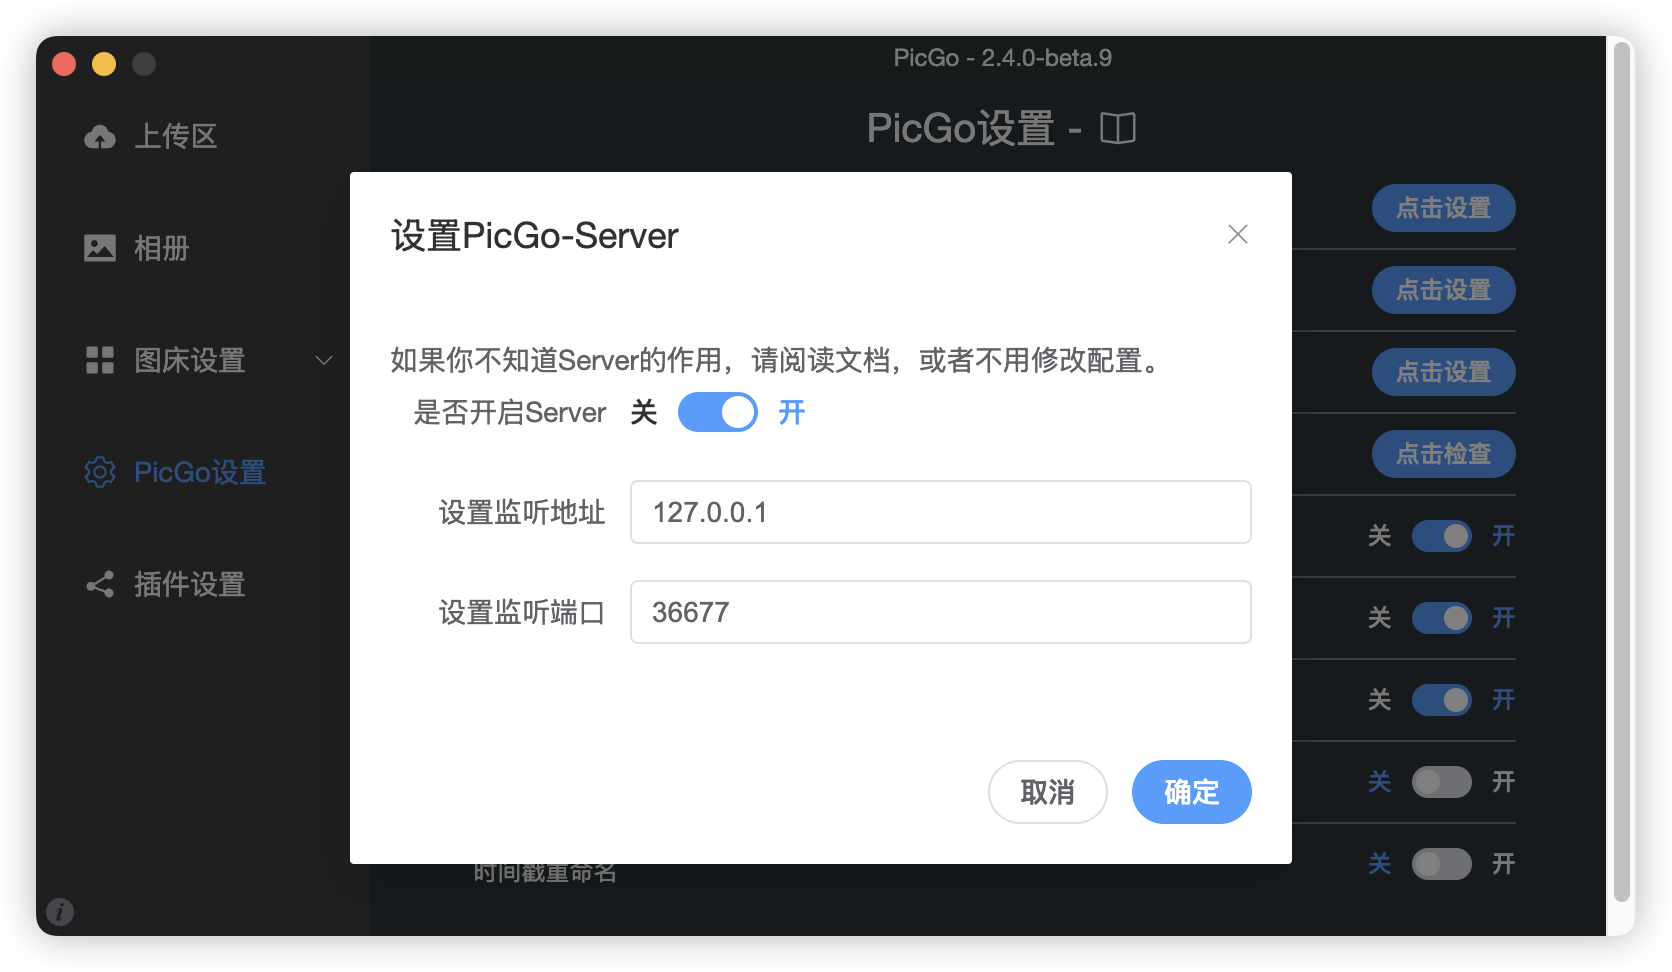 PicGo - 2.4.0-beta.9
上传区
相册
图床设置
PicGo设置
插件设置
PicGo设置 -
点击设置
点击设置
点击设置
点击检查
关 开
关 开
关 开
关 开
时间戳重命名 关 开
设置PicGo-Server
如果你不知道Server的作用，请阅读文档，或者不用修改配置。
是否开启Server 关 开
设置监听地址 127.0.0.1
设置监听端口 36677
取消 确定